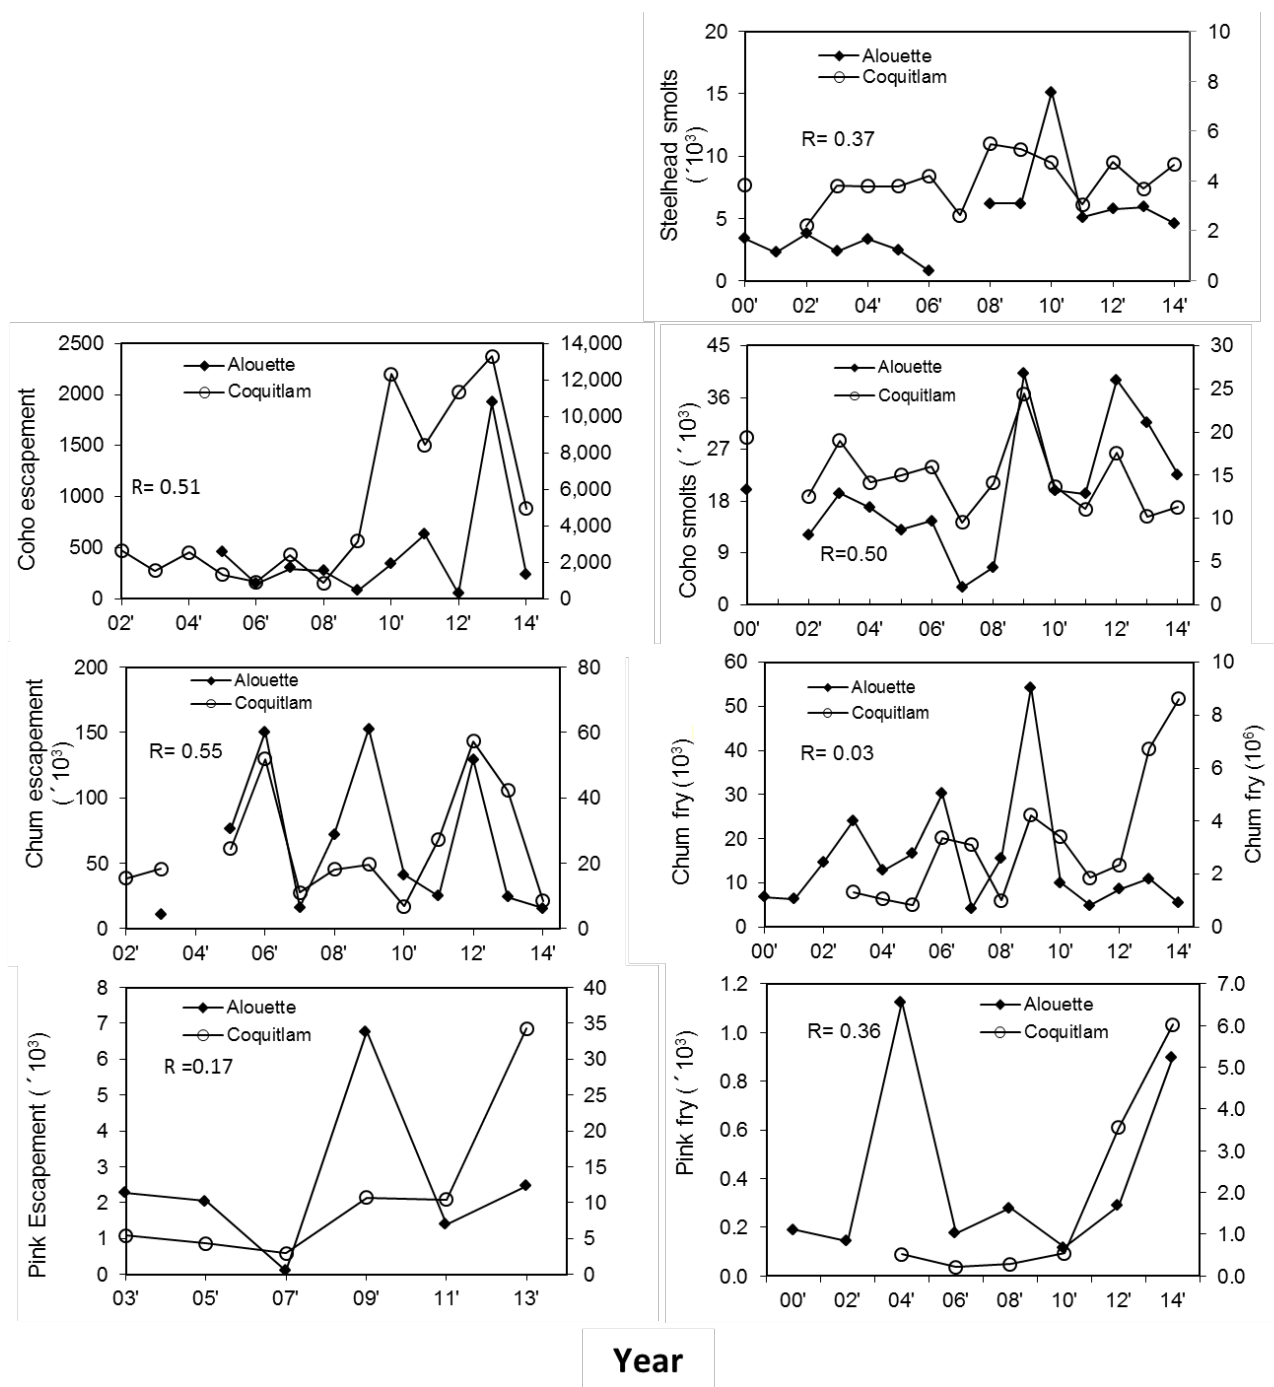 Steelhead smolts
(´10³)
20
15
10
5
0
10
8
6
4
2
0
Alouette
Coquitlam
R= 0.37
00' 02' 04' 06' 08' 10' 12' 14'
Coho escapement
2500
2000
1500
1000
500
0
14,000
12,000
10,000
8,000
6,000
4,000
2,000
0
Alouette
Coquitlam
R= 0.51
02' 04' 06' 08' 10' 12' 14'
Coho smolts (´10³)
45
36
27
18
9
0
30
25
20
15
10
5
0
Alouette
Coquitlam
R=0.50
00' 02' 04' 06' 08' 10' 12' 14'
Chum escapement
(´10³)
200
150
100
50
0
80
60
40
20
0
Alouette
Coquitlam
R= 0.55
02' 04' 06' 08' 10' 12' 14'
Chum fry (10³)
60
50
40
30
20
10
0
10
8
6
4
2
0
Chum fry (10⁶)
Alouette
Coquitlam
R= 0.03
00' 02' 04' 06' 08' 10' 12' 14'
Pink Escapement (´10³)
8
7
6
5
4
3
2
1
0
40
35
30
25
20
15
10
5
0
Alouette
Coquitlam
R =0.17
03' 05' 07' 09' 11' 13'
Pink fry (´10³)
1.2
1.0
0.8
0.6
0.4
0.2
0.0
7.0
6.0
5.0
4.0
3.0
2.0
1.0
0.0
Alouette
Coquitlam
R= 0.36
00' 02' 04' 06' 08' 10' 12' 14'
Year